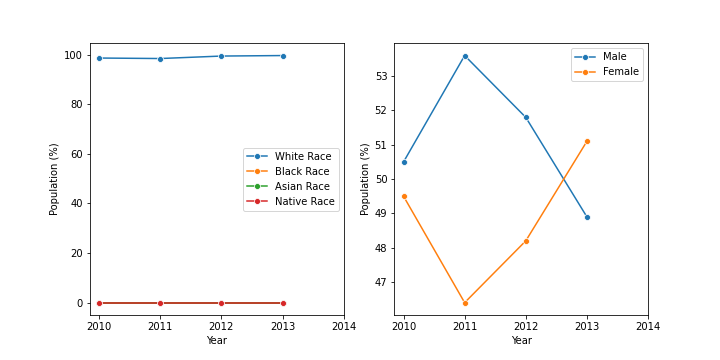 100
80
60
40
20
0
Population (%)
2010 2011 2012 2013 2014
Year
White Race
Black Race
Asian Race
Native Race
53
52
51
50
49
48
47
Population (%)
2010 2011 2012 2013 2014
Year
Male
Female